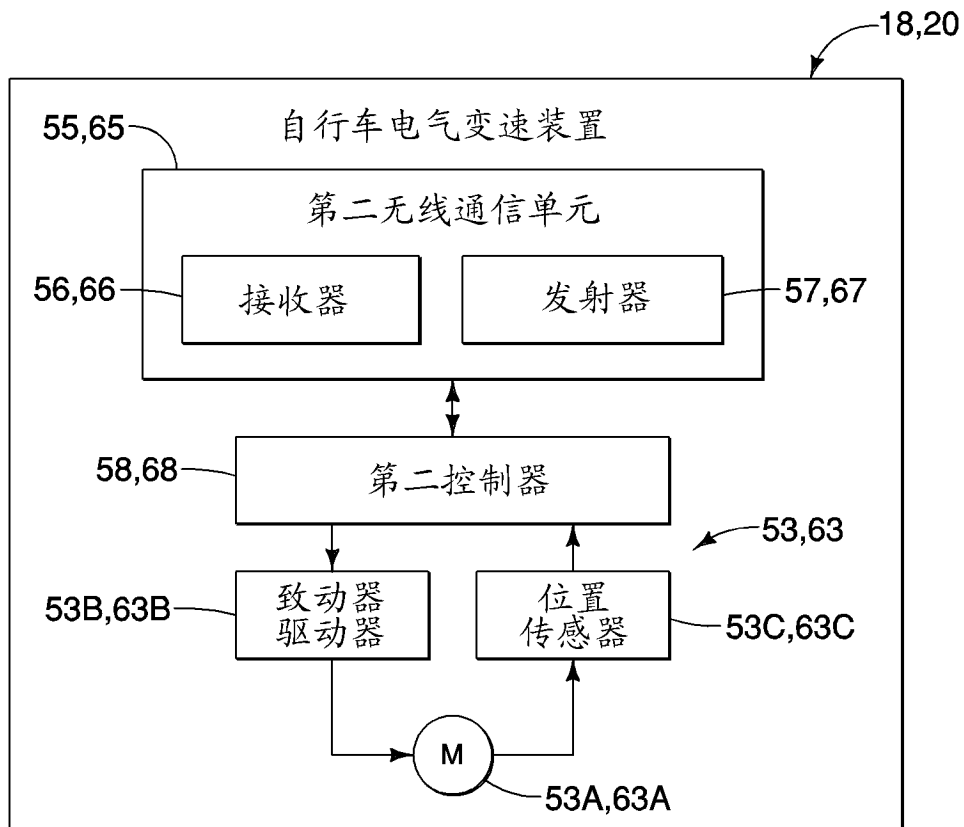 18,20
自行车电气变速装置
55,65
第二无线通信单元
56,66
接收器
发射器
57,67
58,68
第二控制器
53,63
53B,63B
致动器
驱动器
位置
传感器
53C,63C
M
53A,63A